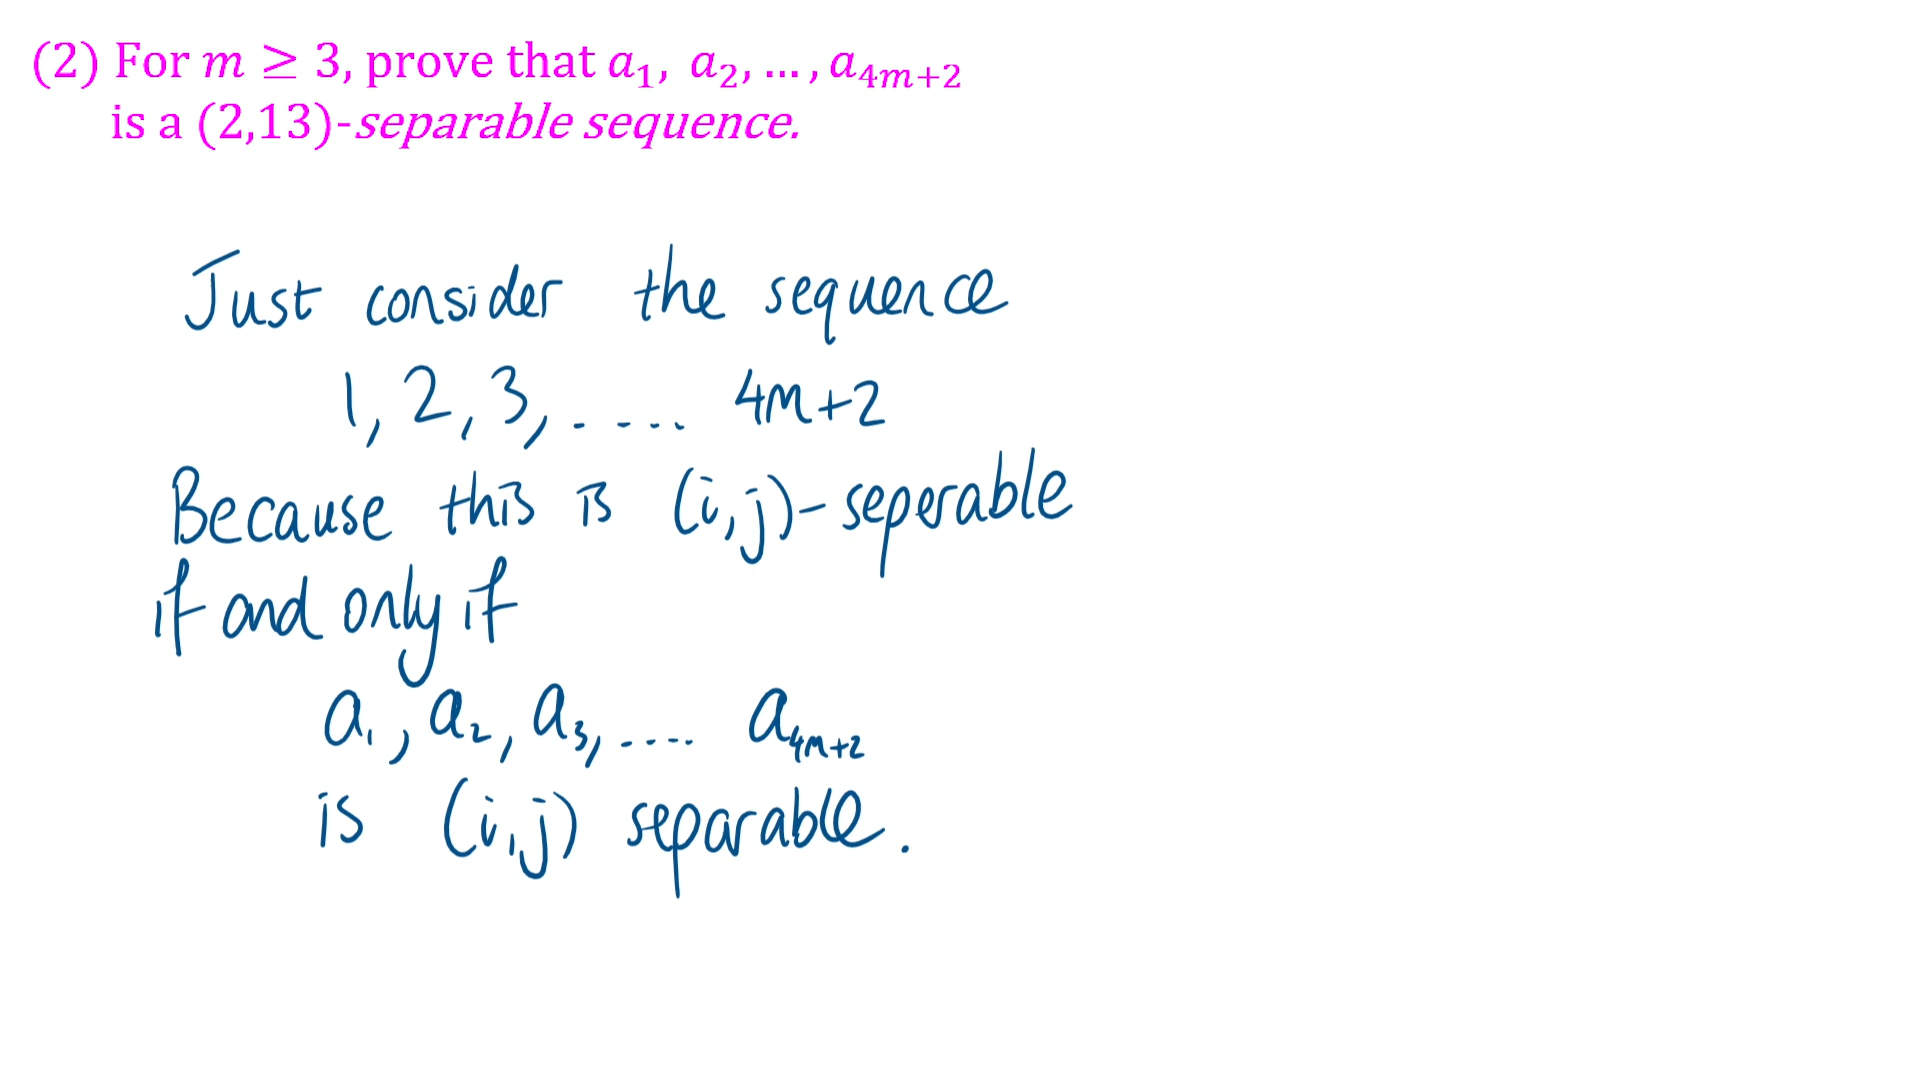 (2) For m ≥ 3, prove that a₁, a₂, ... , a₄ₘ₊₂
is a (2,13)-separable sequence.
Just consider the sequence
1, 2, 3, ..... 4m+2
Because this is (i,j)-seperable
if and only if
a₁, a₂, a₃, .... a₄ₘ₊₂
is (i,j) separable.